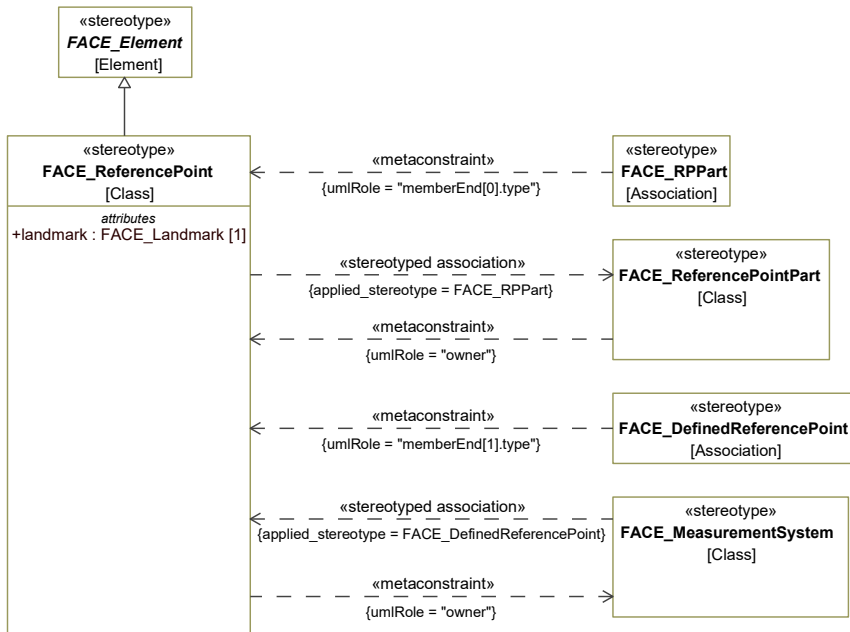 «stereotype»
FACE_Element
[Element]
«stereotype»
FACE_ReferencePoint
[Class]
attributes
+landmark : FACE_Landmark [1]
«metaconstraint»
{umlRole = "memberEnd[0].type"}
«stereotype»
FACE_RPPart
[Association]
«stereotyped association»
{applied_stereotype = FACE_RPPart}
«stereotype»
FACE_ReferencePointPart
[Class]
«metaconstraint»
{umlRole = "owner"}
«metaconstraint»
{umlRole = "memberEnd[1].type"}
«stereotype»
FACE_DefinedReferencePoint
[Association]
«stereotyped association»
{applied_stereotype = FACE_DefinedReferencePoint}
«stereotype»
FACE_MeasurementSystem
[Class]
«metaconstraint»
{umlRole = "owner"}